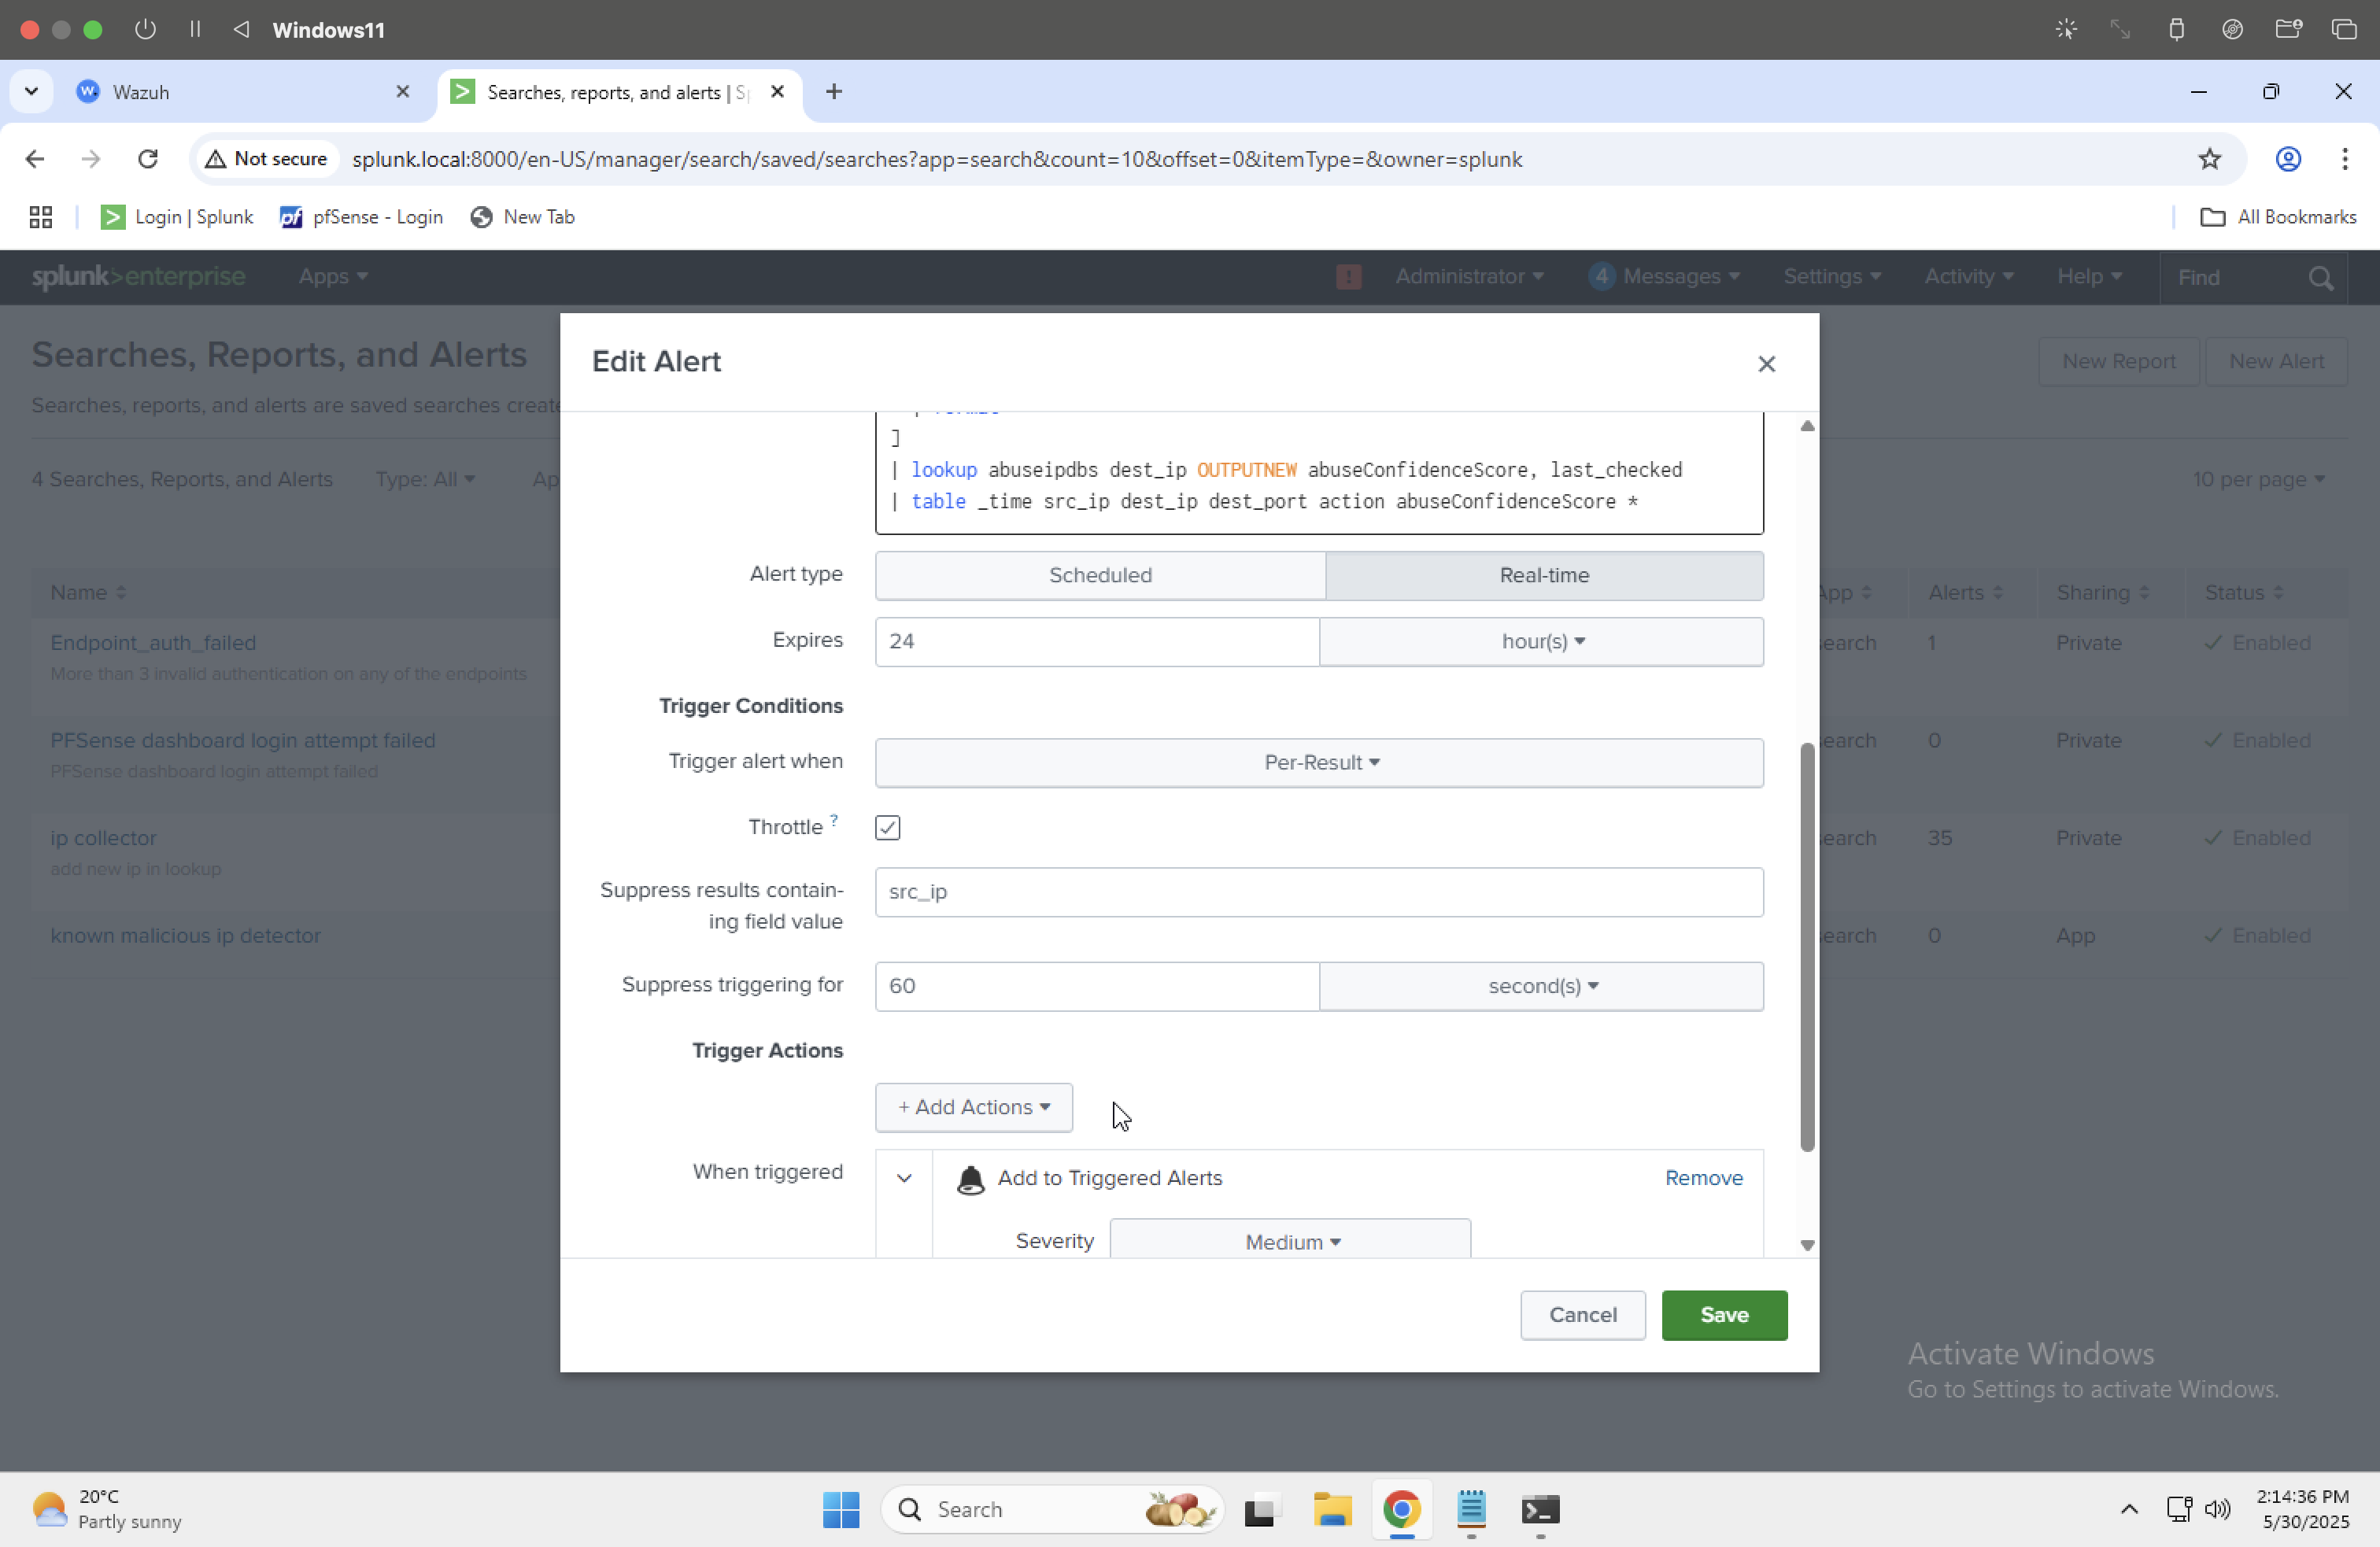 Windows11
Wazuh
Searches, reports, and alerts | Sp
Not secure
splunk.local:8000/en-US/manager/search/saved/searches?app=search&count=10&offset=0&itemType=&owner=splunk
Login | Splunk
pfSense - Login
New Tab
All Bookmarks
splunk>enterprise
Apps
!
Administrator
4 Messages
Settings
Activity
Help
Find
Searches, Reports, and Alerts
New Report
New Alert
Searches, reports, and alerts are saved searches create
4 Searches, Reports, and Alerts
Type: All
Ap
10 per page
Name
App
Alerts
Sharing
Status
Endpoint_auth_failed
More than 3 invalid authentication on any of the endpoints
search
1
Private
Enabled
PFSense dashboard login attempt failed
PFSense dashboard login attempt failed
search
0
Private
Enabled
ip collector
add new ip in lookup
search
35
Private
Enabled
known malicious ip detector
search
0
App
Enabled
Edit Alert
]
| lookup abuseipdbs dest_ip OUTPUTNEW abuseConfidenceScore, last_checked
| table _time src_ip dest_ip dest_port action abuseConfidenceScore *
Alert type
Scheduled
Real-time
Expires
24
hour(s)
Trigger Conditions
Trigger alert when
Per-Result
Throttle ?
Suppress results contain-
ing field value
src_ip
Suppress triggering for
60
second(s)
Trigger Actions
+ Add Actions
When triggered
Add to Triggered Alerts
Remove
Severity
Medium
Cancel
Save
Activate Windows
Go to Settings to activate Windows.
20°C
Partly sunny
Search
2:14:36 PM
5/30/2025